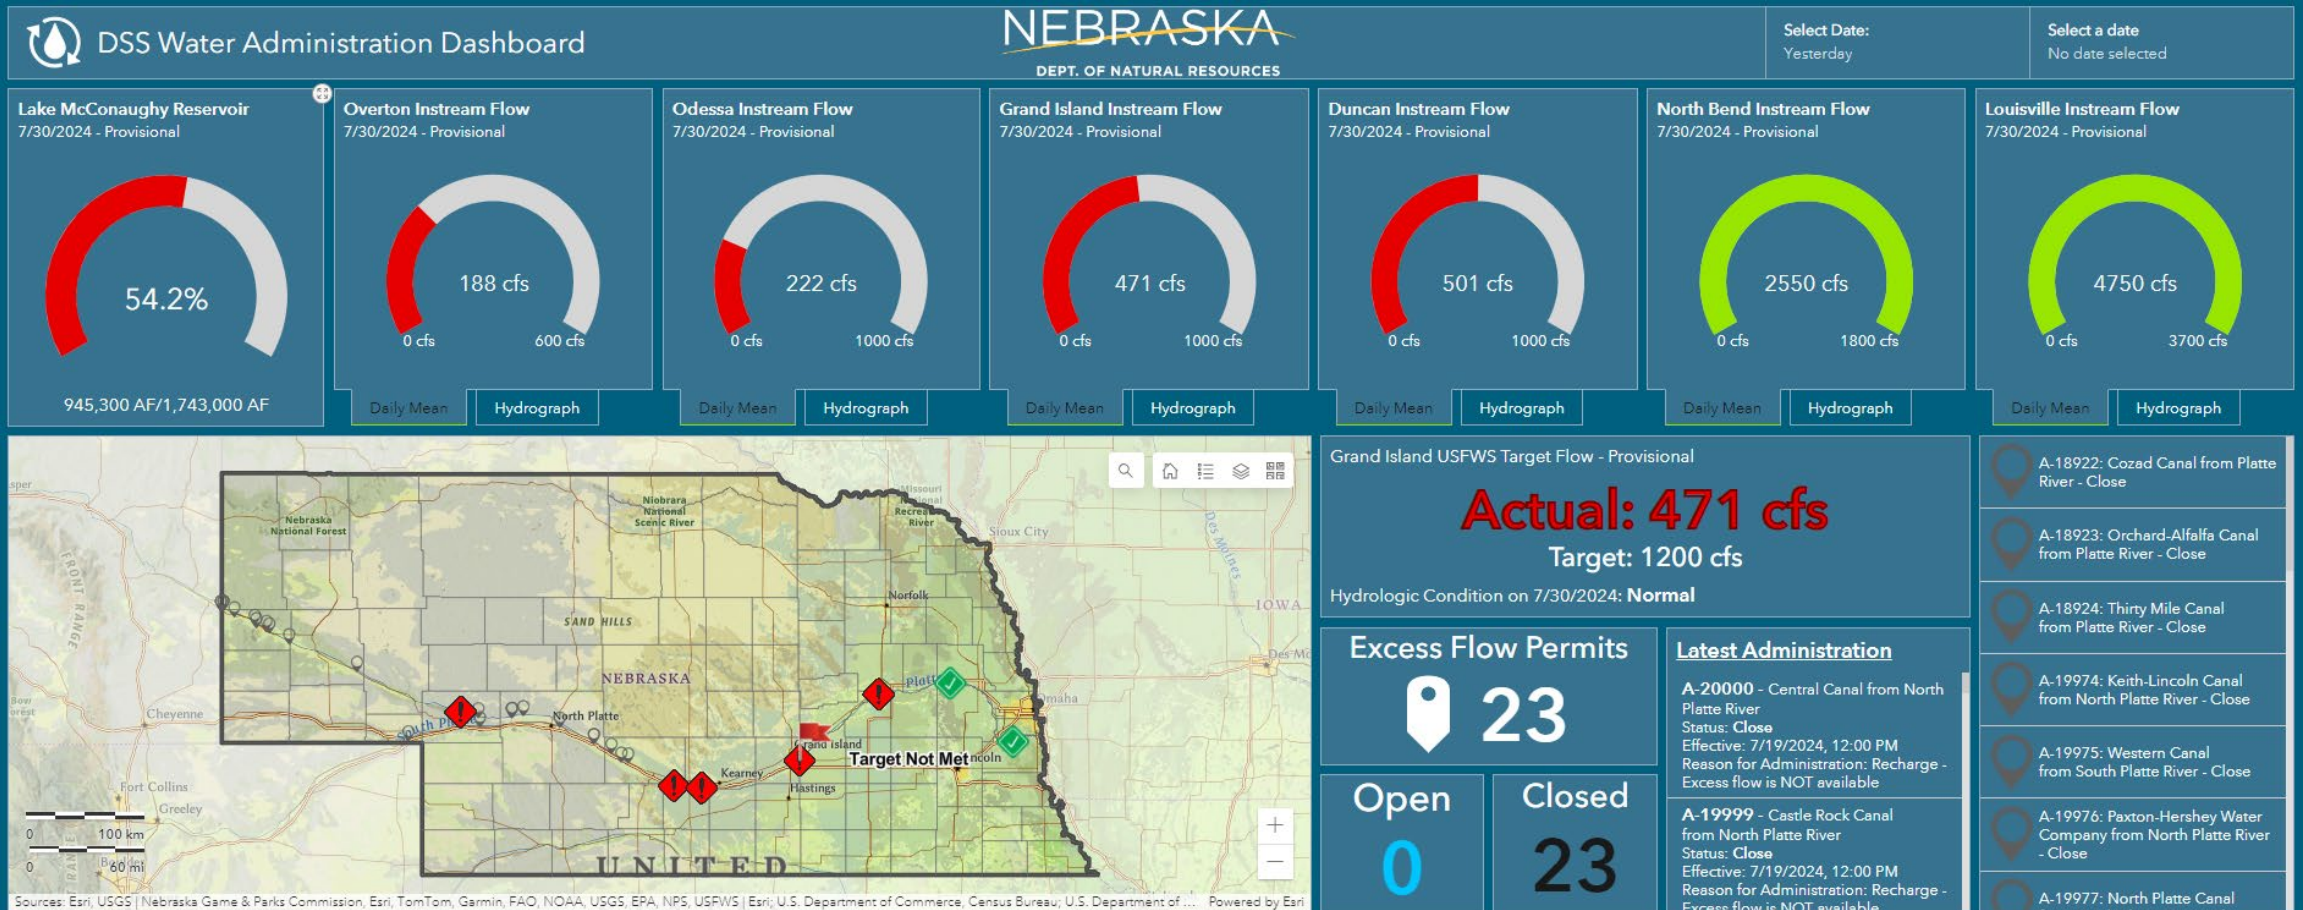 DSS Water Administration Dashboard
NEBRASKA
DEPT. OF NATURAL RESOURCES
Select Date:
Yesterday
Select a date
No date selected
Lake McConaughy Reservoir
7/30/2024 - Provisional
54.2%
945,300 AF/1,743,000 AF
Overton Instream Flow
7/30/2024 - Provisional
188 cfs
0 cfs
600 cfs
Daily Mean
Hydrograph
Odessa Instream Flow
7/30/2024 - Provisional
222 cfs
0 cfs
1000 cfs
Daily Mean
Hydrograph
Grand Island Instream Flow
7/30/2024 - Provisional
471 cfs
0 cfs
1000 cfs
Daily Mean
Hydrograph
Duncan Instream Flow
7/30/2024 - Provisional
501 cfs
0 cfs
1000 cfs
Daily Mean
Hydrograph
North Bend Instream Flow
7/30/2024 - Provisional
2550 cfs
0 cfs
1800 cfs
Daily Mean
Hydrograph
Louisville Instream Flow
7/30/2024 - Provisional
4750 cfs
0 cfs
3700 cfs
Daily Mean
Hydrograph
sper
Nebraska
National Forest
Niobrara
National
Scenic River
Missouri
National
Recrea
River
Sioux City
Des Moines
FRONT RANGE
Norfolk
IOWA
SAND HILLS
Des Mo
NEBRASKA
Platt
Omaha
Cheyenne
South Pl
North Platte
Grand Island
Target Not Met
ncoln
Kearney
Hastings
Fort Collins
Greeley
Boulder
0
100 km
0
60 mi
UNITED
Sources: Esri, USGS | Nebraska Game & Parks Commission, Esri, TomTom, Garmin, FAO, NOAA, USGS, EPA, NPS, USFWS | Esri; U.S. Department of Commerce, Census Bureau; U.S. Department of ...
Powered by Esri
Grand Island USFWS Target Flow - Provisional
Actual: 471 cfs
Target: 1200 cfs
Hydrologic Condition on 7/30/2024: Normal
Excess Flow Permits
23
Open
0
Closed
23
Latest Administration
A-20000 - Central Canal from North
Platte River
Status: Close
Effective: 7/19/2024, 12:00 PM
Reason for Administration: Recharge -
Excess flow is NOT available
A-19999 - Castle Rock Canal
from North Platte River
Status: Close
Effective: 7/19/2024, 12:00 PM
Reason for Administration: Recharge -
Excess flow is NOT available
A-18922: Cozad Canal from Platte
River - Close
A-18923: Orchard-Alfalfa Canal
from Platte River - Close
A-18924: Thirty Mile Canal
from Platte River - Close
A-19974: Keith-Lincoln Canal
from North Platte River - Close
A-19975: Western Canal
from South Platte River - Close
A-19976: Paxton-Hershey Water
Company from North Platte River
- Close
A-19977: North Platte Canal